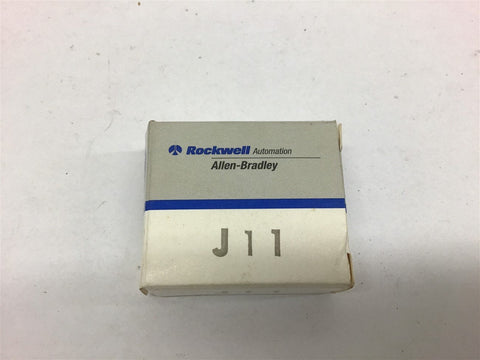 Rockwell Automation
Allen-Bradley
J11